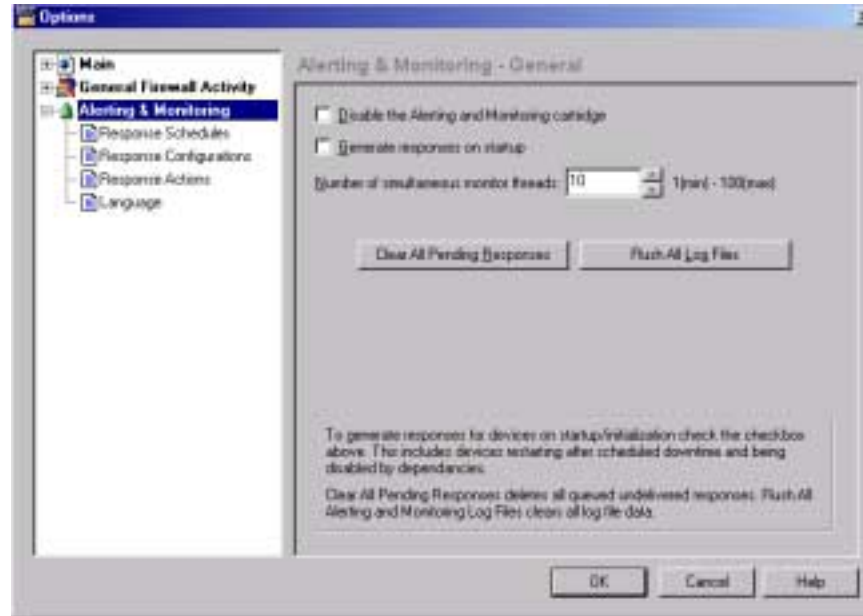 Options
Main
General Firewall Activity
Alerting & Monitoring
Response Schedules
Response Configurations
Response Actions
Language
Alerting & Monitoring - General
Disable the Alerting and Monitoring cartridge
Generate responses on startup
Number of simultaneous monitor threads: 10 1(min) - 100(max)
Clear All Pending Responses
Flush All Log Files
To generate responses for devices on startup/initialization check the checkbox
above. This includes devices restarting after scheduled downtime and being
disabled by dependancies.
Clear All Pending Responses deletes all queued undelivered responses. Flush All
Alerting and Monitoring Log Files clears all log file data.
OK
Cancel
Help